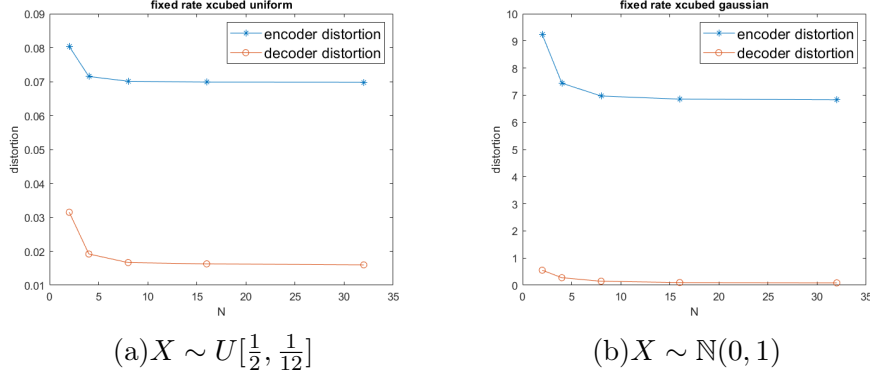 fixed rate xcubed uniform
0.09
0.08
0.07
0.06
0.05
0.04
0.03
0.02
0.01
distortion
encoder distortion
decoder distortion
0 5 10 15 20 25 30 35
N
(a)X ∼ U[1/2, 1/12]
fixed rate xcubed gaussian
10
9
8
7
6
5
4
3
2
1
0
distortion
encoder distortion
decoder distortion
0 5 10 15 20 25 30 35
N
(b)X ∼ ℕ(0, 1)